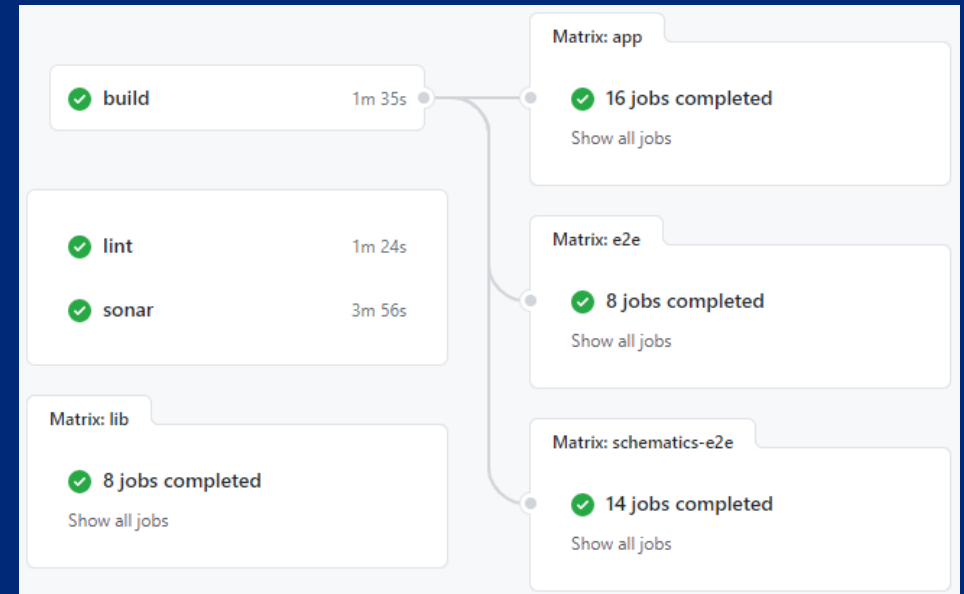 build 1m 35s
lint 1m 24s
sonar 3m 56s
Matrix: lib
8 jobs completed
Show all jobs
Matrix: app
16 jobs completed
Show all jobs
Matrix: e2e
8 jobs completed
Show all jobs
Matrix: schematics-e2e
14 jobs completed
Show all jobs